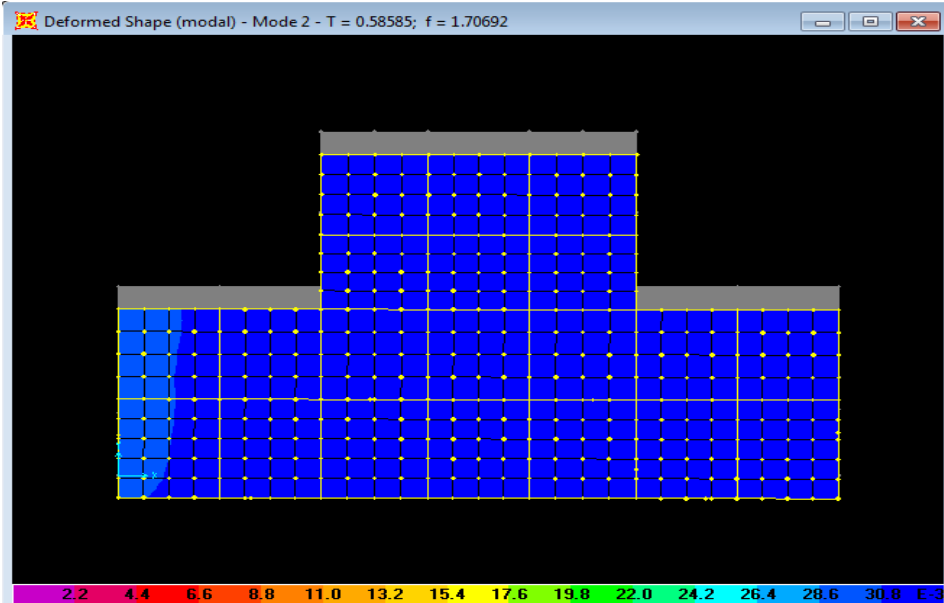 Deformed Shape (modal) - Mode 2 - T = 0.58585; f = 1.70692
2.2 4.4 6.6 8.8 11.0 13.2 15.4 17.6 19.8 22.0 24.2 26.4 28.6 30.8 E-3